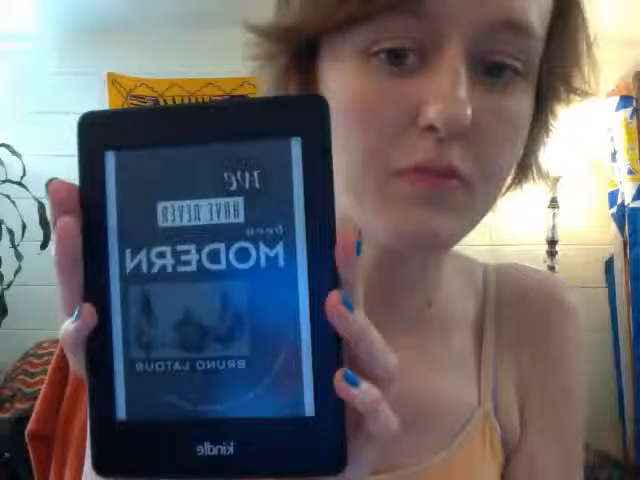 we
HAVE NEVER
been
MODERN
BRUNO LATOUR
kindle